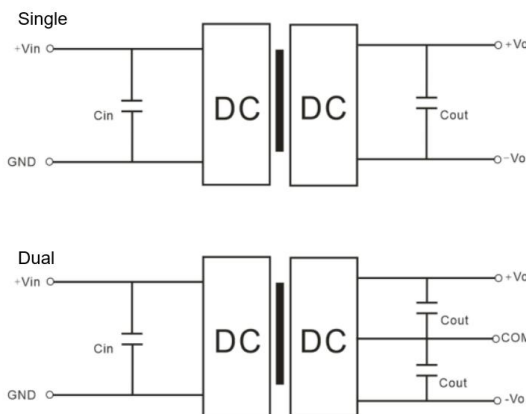 Single
+Vin
+Vo
Cin
DC
DC
Cout
GND
-Vo
Dual
+Vin
+Vo
Cout
Cin
DC
DC
COM
Cout
GND
-Vo